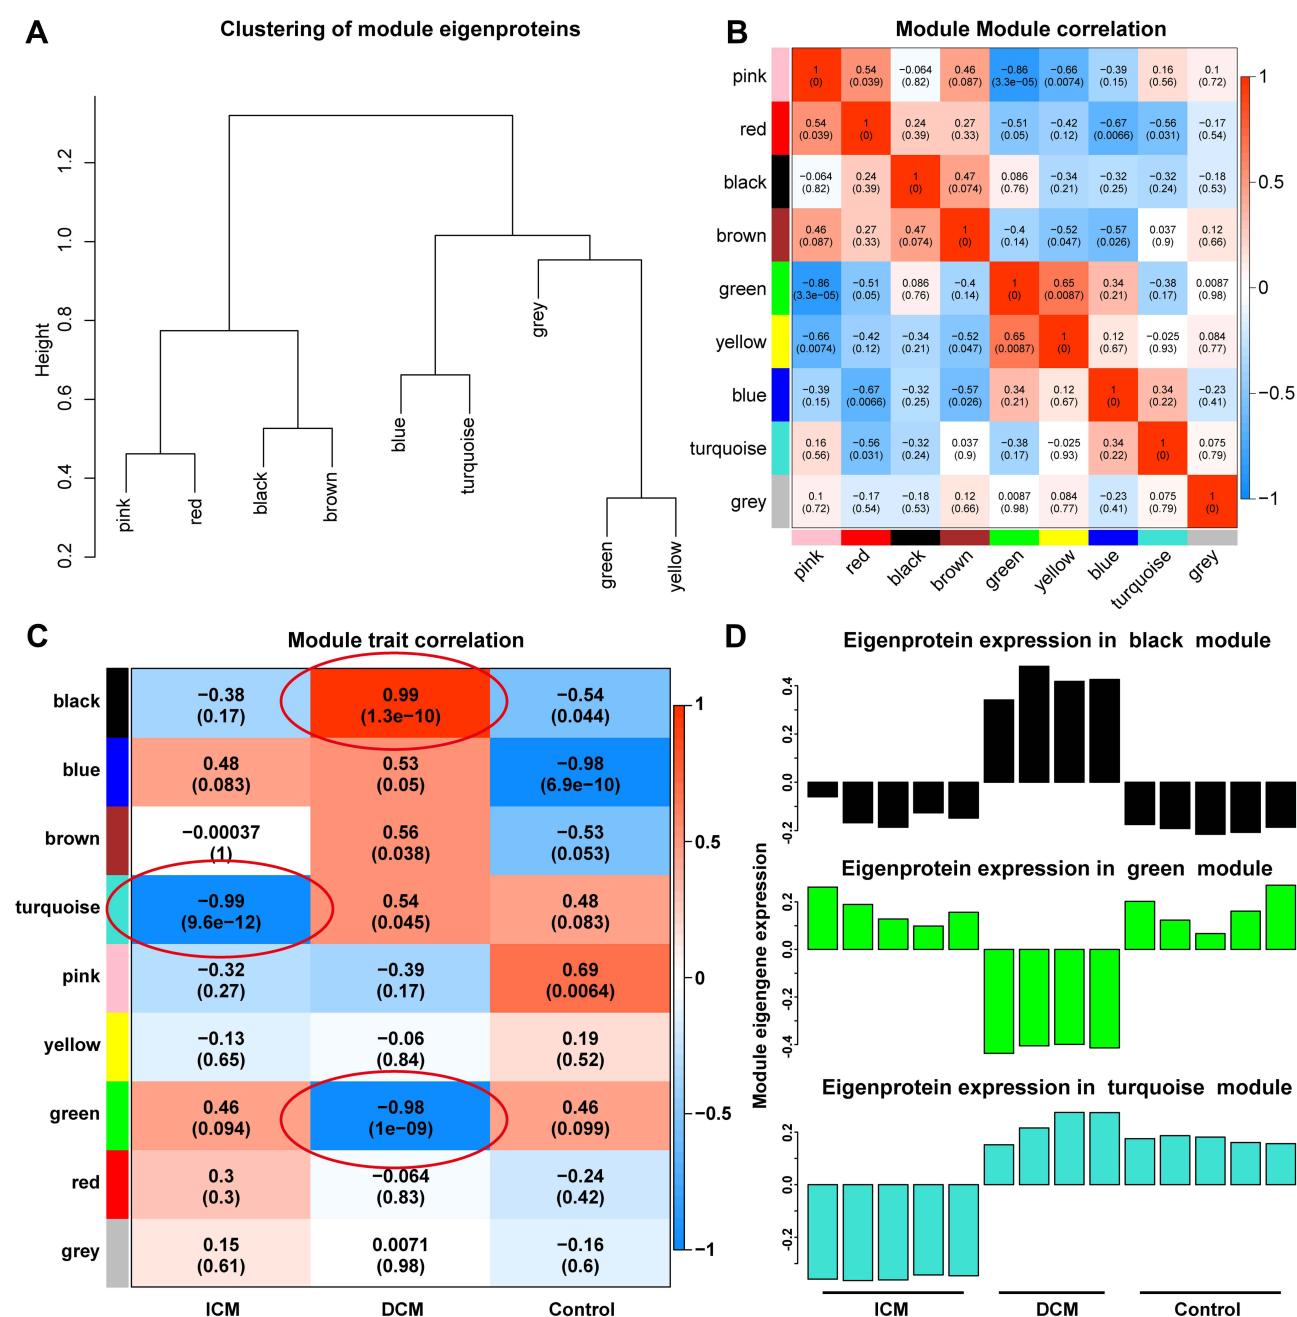 A
Clustering of module eigenproteins
Height
0.2
0.4
0.6
0.8
1.0
1.2
pink
red
black
brown
blue
turquoise
grey
green
yellow
B
Module Module correlation
pink
1 0.54 −0.064 0.46 −0.86 −0.66 −0.39 0.16 0.1
(0) (0.039) (0.82) (0.087) (3.3e−05) (0.0074) (0.15) (0.56) (0.72)
red
0.54 1 0.24 0.27 −0.51 −0.42 −0.67 −0.56 −0.17
(0.039) (0) (0.39) (0.33) (0.05) (0.12) (0.0066) (0.031) (0.54)
black
−0.064 0.24 1 0.47 0.086 −0.34 −0.32 −0.32 −0.18
(0.82) (0.39) (0) (0.074) (0.76) (0.21) (0.25) (0.24) (0.53)
brown
0.46 0.27 0.47 1 −0.4 −0.52 −0.57 0.037 0.12
(0.087) (0.33) (0.074) (0) (0.14) (0.047) (0.026) (0.9) (0.66)
green
−0.86 −0.51 0.086 −0.4 1 0.65 0.34 −0.38 0.0087
(3.3e−05) (0.05) (0.76) (0.14) (0) (0.0087) (0.21) (0.17) (0.98)
yellow
−0.66 −0.42 −0.34 −0.52 0.65 1 0.12 −0.025 0.084
(0.0074) (0.12) (0.21) (0.047) (0.0087) (0) (0.67) (0.93) (0.77)
blue
−0.39 −0.67 −0.32 −0.57 0.34 0.12 1 0.34 −0.23
(0.15) (0.0066) (0.25) (0.026) (0.21) (0.67) (0) (0.22) (0.41)
turquoise
0.16 −0.56 −0.32 0.037 −0.38 −0.025 0.34 1 0.075
(0.56) (0.031) (0.24) (0.9) (0.17) (0.93) (0.22) (0) (0.79)
grey
0.1 −0.17 −0.18 0.12 0.0087 0.084 −0.23 0.075 1
(0.72) (0.54) (0.53) (0.66) (0.98) (0.77) (0.41) (0.79) (0)
pink red black brown green yellow blue turquoise grey
1
0.5
0
−0.5
−1
C
Module trait correlation
black
−0.38 0.99 −0.54
(0.17) (1.3e−10) (0.044)
blue
0.48 0.53 −0.98
(0.083) (0.05) (6.9e−10)
brown
−0.00037 0.56 −0.53
(1) (0.038) (0.053)
turquoise
−0.99 0.54 0.48
(9.6e−12) (0.045) (0.083)
pink
−0.32 −0.39 0.69
(0.27) (0.17) (0.0064)
yellow
−0.13 −0.06 0.19
(0.65) (0.84) (0.52)
green
0.46 −0.98 0.46
(0.094) (1e−09) (0.099)
red
0.3 −0.064 −0.24
(0.3) (0.83) (0.42)
grey
0.15 0.0071 −0.16
(0.61) (0.98) (0.6)
ICM DCM Control
1
0.5
0
−0.5
−1
D
Module eigengene expression
Eigenprotein expression in black module
0.4
0.2
0.0
-0.2
Eigenprotein expression in green module
0.2
0.0
-0.2
-0.4
Eigenprotein expression in turquoise module
0.2
0.0
-0.2
ICM DCM Control